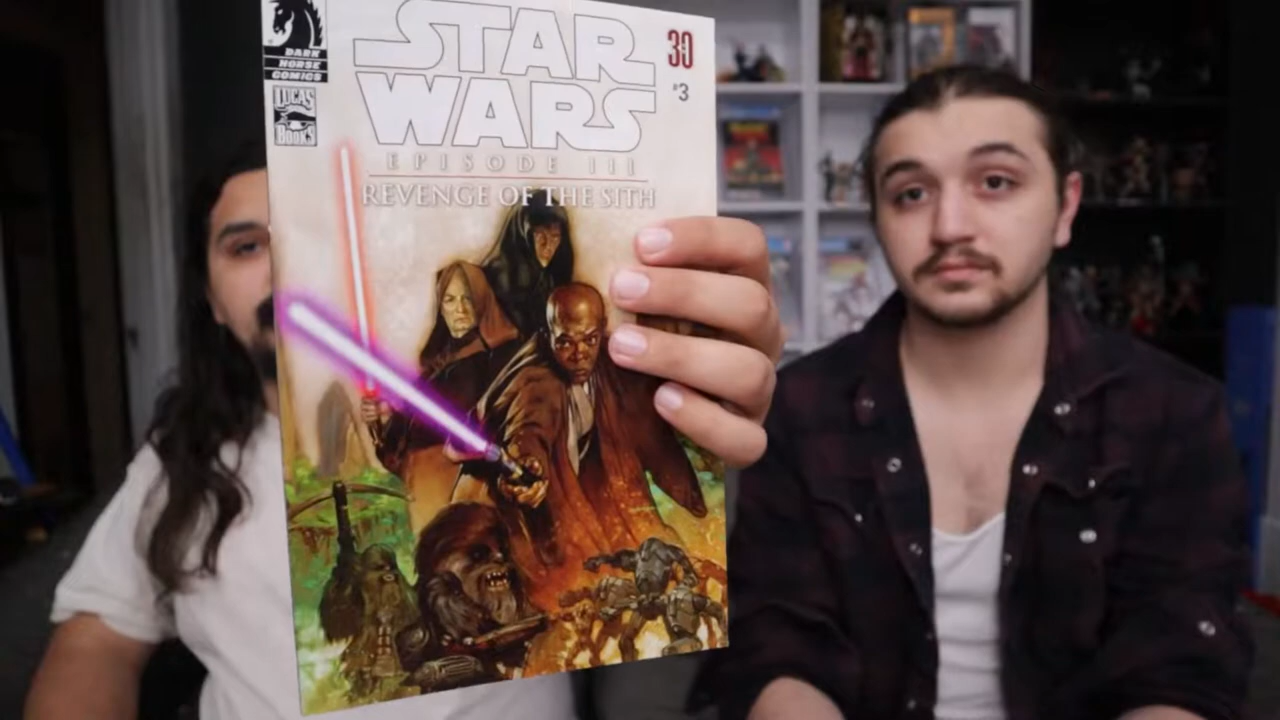 DARK
HORSE
COMICS
LUCAS
BOOKS
STAR
WARS
30
#3
EPISODE III
REVENGE OF THE SITH